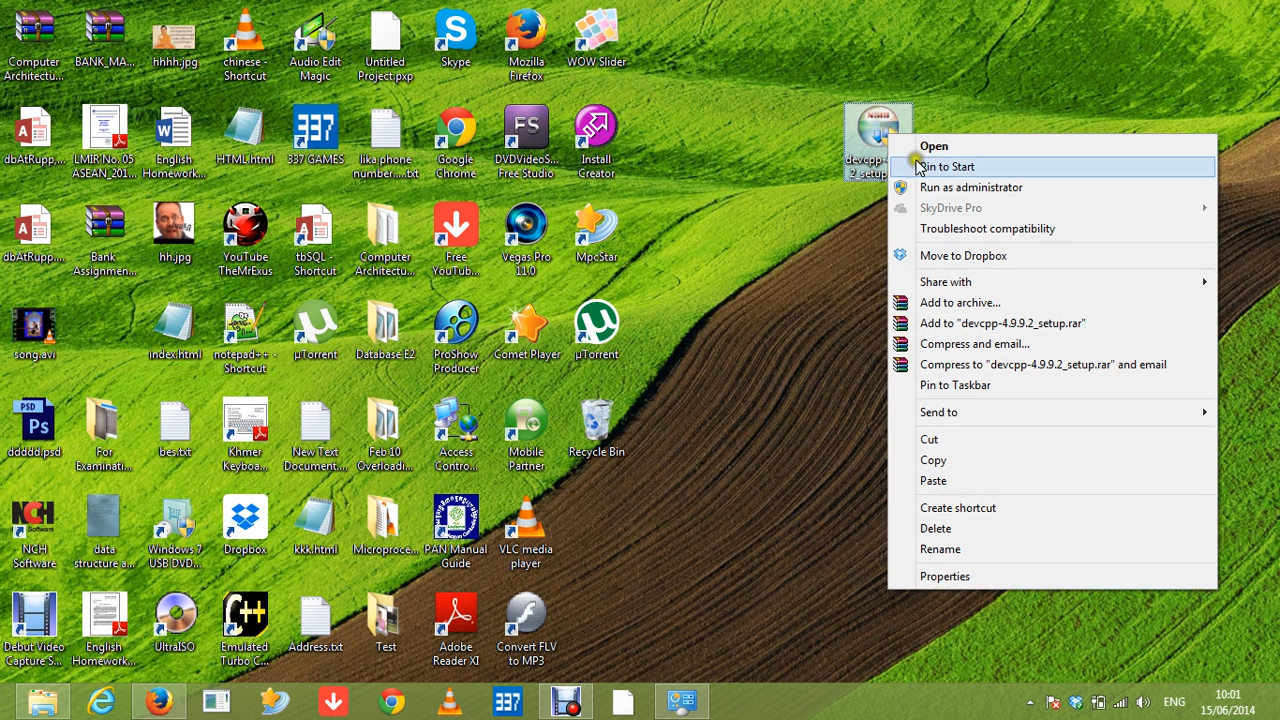 Computer
Architectu...
BANK_MA...
hhhh.jpg
chinese -
Shortcut
Audio Edit
Magic
Untitled
Project.pxp
Skype
Mozilla
Firefox
WOW Slider
dbAtRupp,...
LMIR No. 05
ASEAN_201...
English
Homework...
HTML.html
337
337 GAMES
lika phone
number....txt
Google
Chrome
FS
DVDVideoS...
Free Studio
Install
Creator
dbAtRupp,...
Bank
Assignmen...
hh.jpg
YouTube
TheMrExus
tbSQL -
Shortcut
Computer
Architectu...
Free
YouTub...
Vegas Pro
11.0
MpcStar
song.avi
index.html
notepad++ -
Shortcut
µTorrent
Database E2
ProShow
Producer
Comet Player
µTorrent
PSD
Ps
ddddd.psd
For
Examinati...
bes.txt
Khmer
Keyboa...
New Text
Document....
Feb 10
Overloadi...
Access
Contro...
Mobile
Partner
Recycle Bin
NCH
Software
NCH
Software
data
structure a...
Windows 7
USB DVD...
Dropbox
kkk.html
Microproce...
PAN Manual
Guide
VLC media
player
Debut Video
Capture S...
English
Homework...
UltraISO
C++
Emulated
Turbo C...
Address.txt
Test
Adobe
Reader XI
Convert FLV
to MP3
Open
Pin to Start
Run as administrator
SkyDrive Pro
Troubleshoot compatibility
Move to Dropbox
Share with
Add to archive...
Add to "devcpp-4.9.9.2_setup.rar"
Compress and email...
Compress to "devcpp-4.9.9.2_setup.rar" and email
Pin to Taskbar
Send to
Cut
Copy
Paste
Create shortcut
Delete
Rename
Properties
337
ENG
10:01
15/06/2014